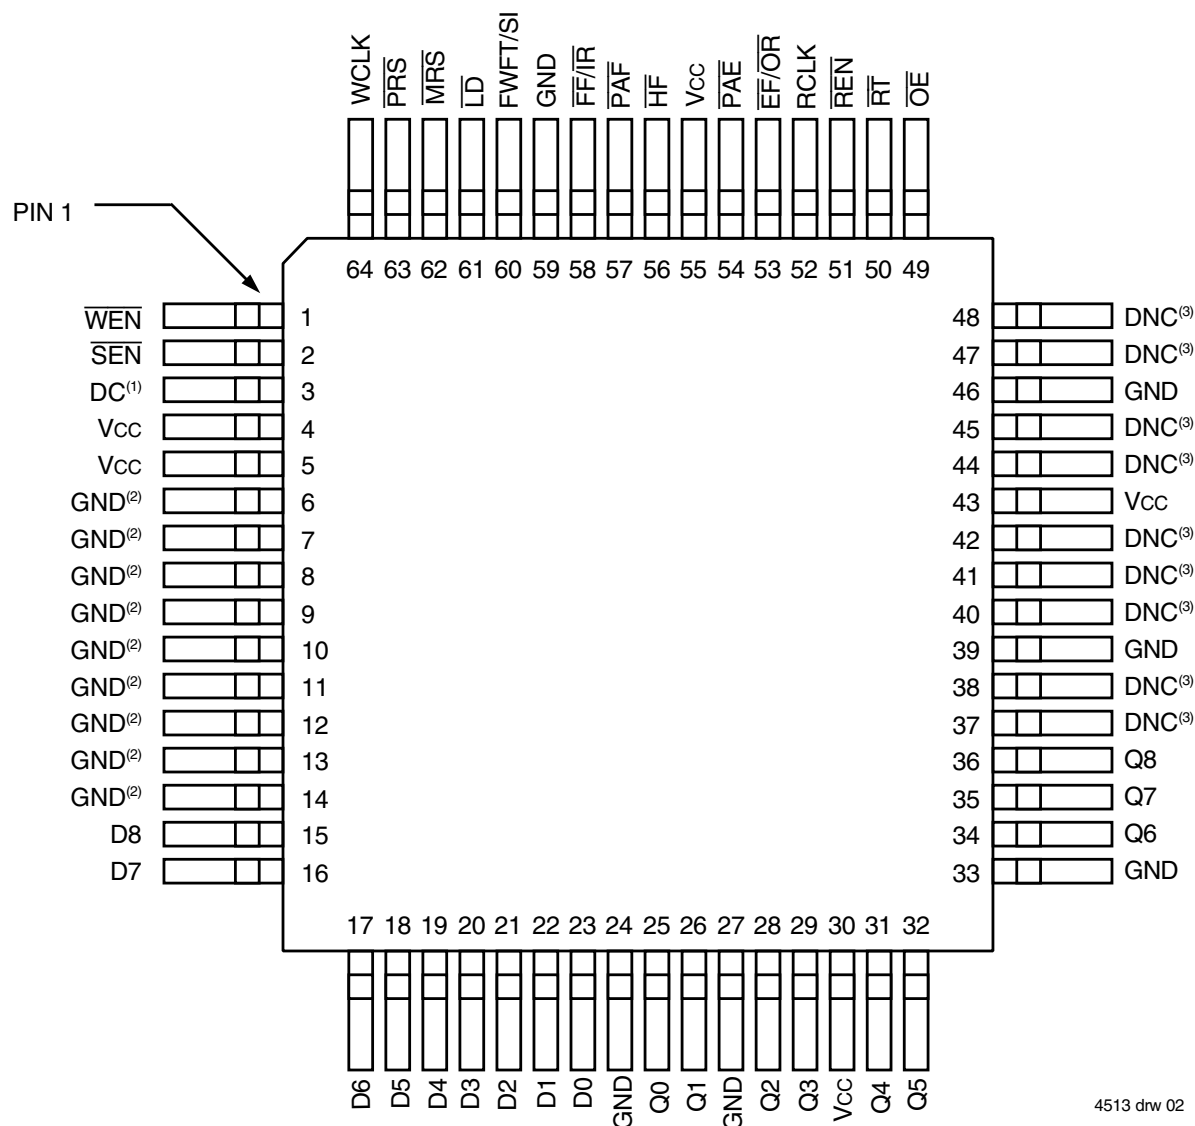 WCLK
PRS
MRS
LD
FWFT/SI
GND
FF/IR
PAF
HF
VCC
PAE
EF/OR
RCLK
REN
RT
OE
PIN 1
64 63 62 61 60 59 58 57 56 55 54 53 52 51 50 49
WEN 1
SEN 2
DC(1) 3
VCC 4
VCC 5
GND(2) 6
GND(2) 7
GND(2) 8
GND(2) 9
GND(2) 10
GND(2) 11
GND(2) 12
GND(2) 13
GND(2) 14
D8 15
D7 16
48 DNC(3)
47 DNC(3)
46 GND
45 DNC(3)
44 DNC(3)
43 VCC
42 DNC(3)
41 DNC(3)
40 DNC(3)
39 GND
38 DNC(3)
37 DNC(3)
36 Q8
35 Q7
34 Q6
33 GND
17 18 19 20 21 22 23 24 25 26 27 28 29 30 31 32
D6
D5
D4
D3
D2
D1
D0
GND
Q0
Q1
GND
Q2
Q3
VCC
Q4
Q5
4513 drw 02